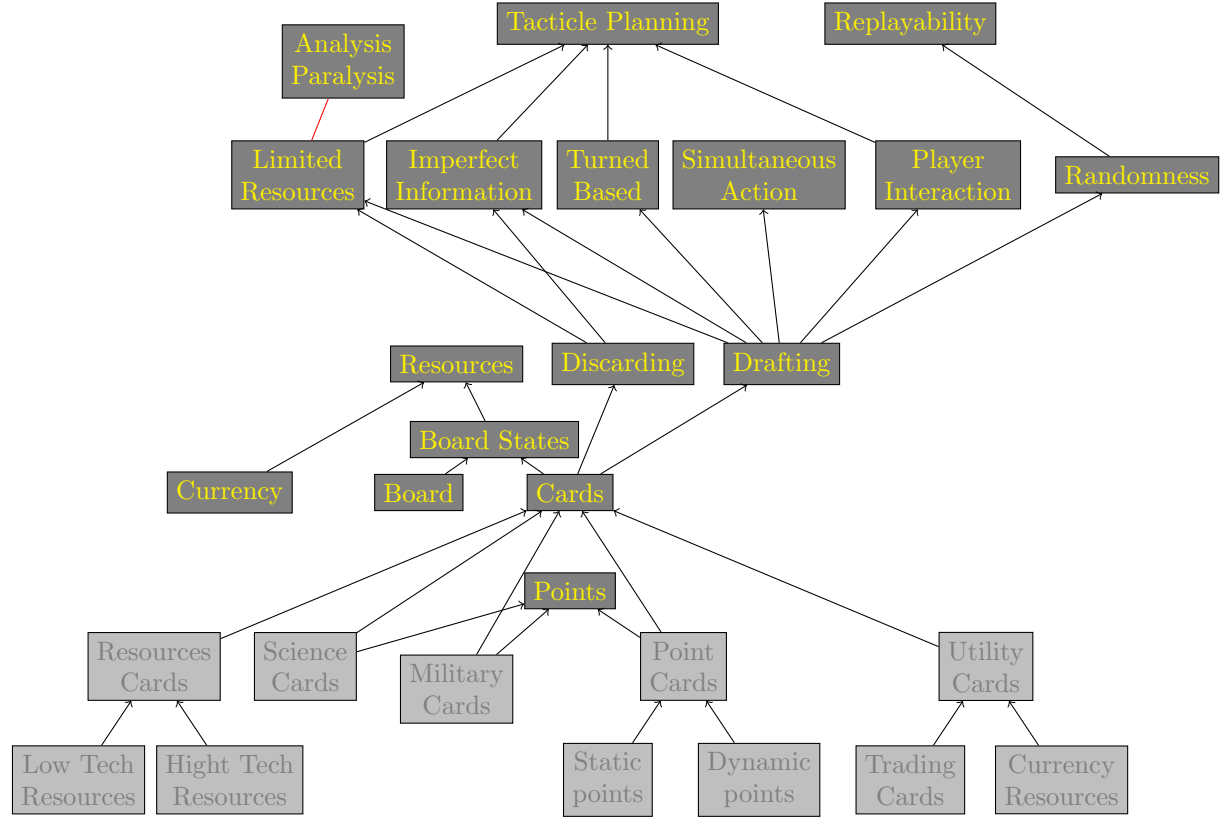 Tacticle Planning
Replayability
Analysis
Paralysis
Limited
Resources
Imperfect
Information
Turned
Based
Simultaneous
Action
Player
Interaction
Randomness
Resources
Discarding
Drafting
Board States
Currency
Board
Cards
Points
Resources
Cards
Science
Cards
Military
Cards
Point
Cards
Utility
Cards
Low Tech
Resources
Hight Tech
Resources
Static
points
Dynamic
points
Trading
Cards
Currency
Resources